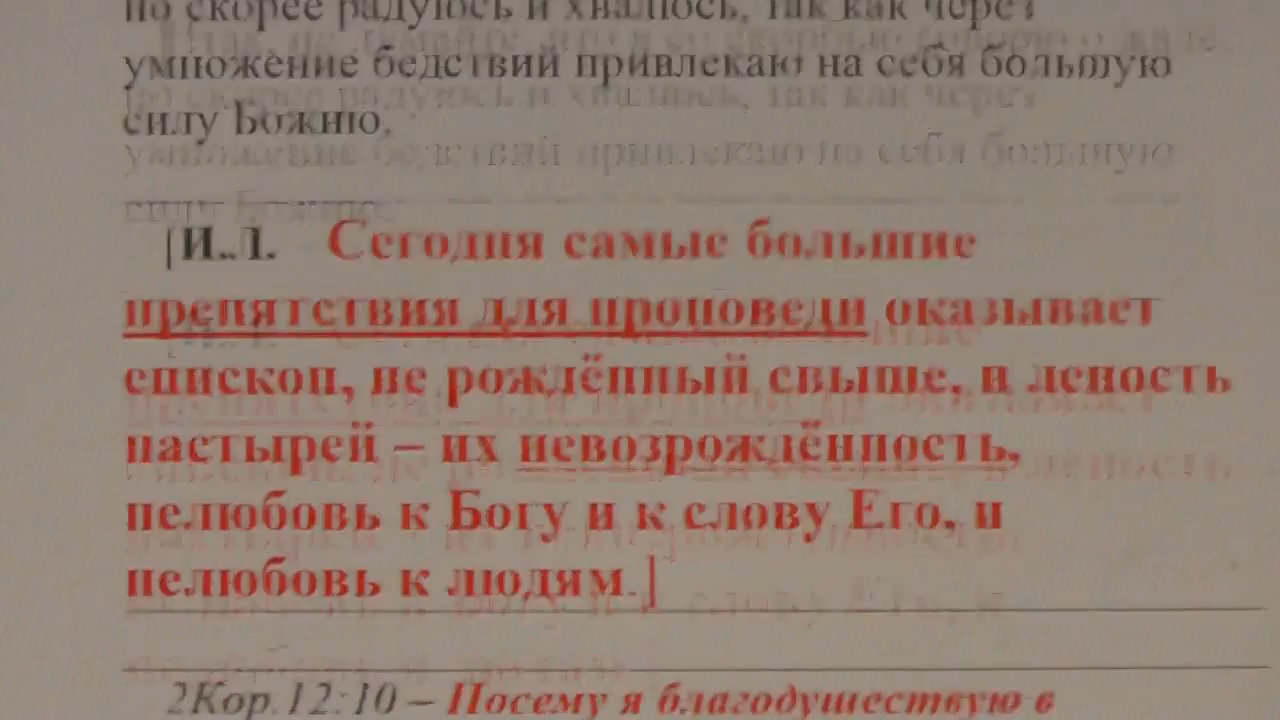 но скорее радуюсь и хвалюсь, так как через
умножение бедствий привлекаю на себя большую
силу Божию.
[И.Л. Сегодня самые большие
препятствия для проповеди оказывает
епископ, не рождённый свыше, и леность
пастырей – их невозрождённость,
нелюбовь к Богу и к слову Его, и
нелюбовь к людям.]
2Кор.12:10 – Посему я благодушествую в